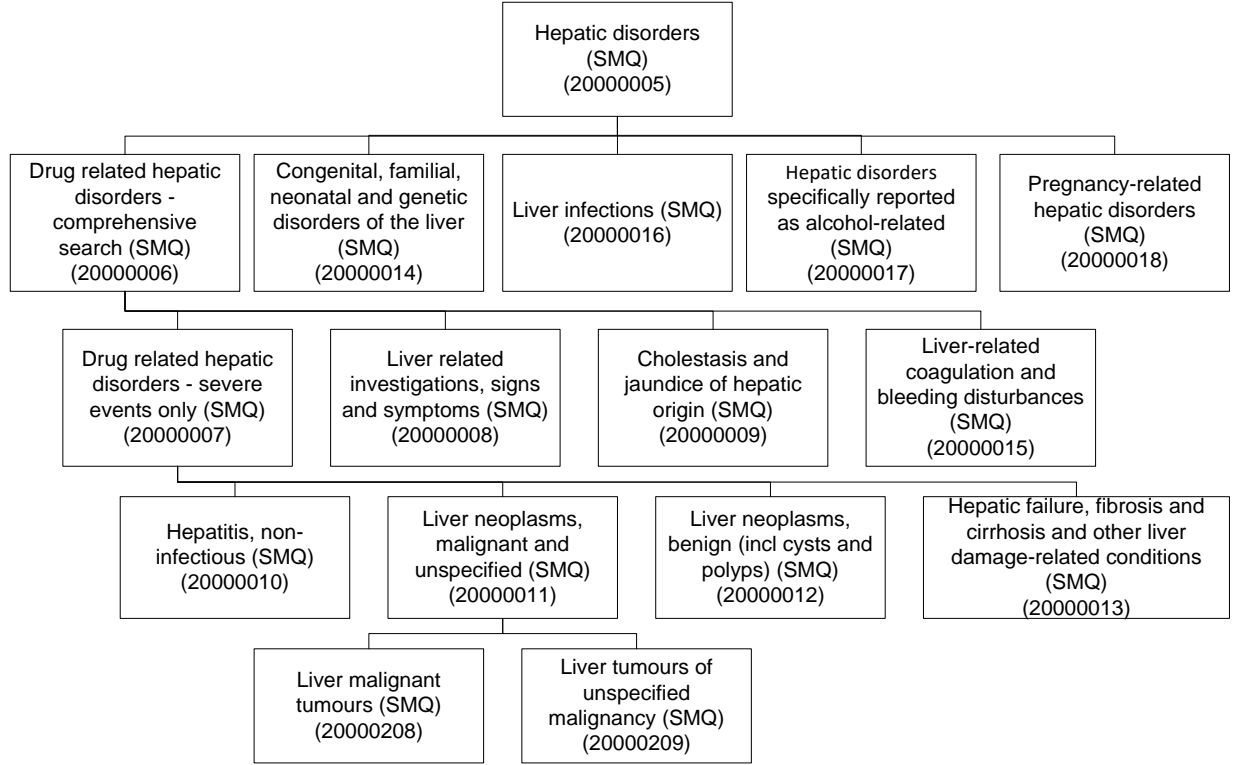 Hepatic disorders
(SMQ)
(20000005)
Drug related hepatic
disorders -
comprehensive
search (SMQ)
(20000006)
Congenital, familial,
neonatal and genetic
disorders of the liver
(SMQ)
(20000014)
Liver infections (SMQ)
(20000016)
Hepatic disorders
specifically reported
as alcohol-related
(SMQ)
(20000017)
Pregnancy-related
hepatic disorders
(SMQ)
(20000018)
Drug related hepatic
disorders - severe
events only (SMQ)
(20000007)
Liver related
investigations, signs
and symptoms (SMQ)
(20000008)
Cholestasis and
jaundice of hepatic
origin (SMQ)
(20000009)
Liver-related
coagulation and
bleeding disturbances
(SMQ)
(20000015)
Hepatitis, non-
infectious (SMQ)
(20000010)
Liver neoplasms,
malignant and
unspecified (SMQ)
(20000011)
Liver neoplasms,
benign (incl cysts and
polyps) (SMQ)
(20000012)
Hepatic failure, fibrosis and
cirrhosis and other liver
damage-related conditions
(SMQ)
(20000013)
Liver malignant
tumours (SMQ)
(20000208)
Liver tumours of
unspecified
malignancy (SMQ)
(20000209)